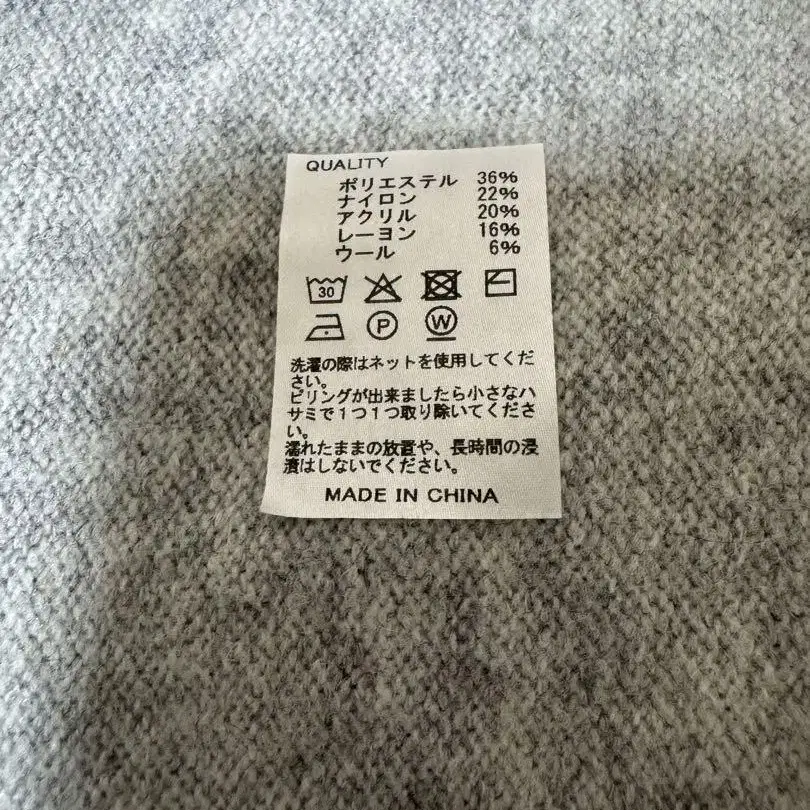 QUALITY
ポリエステル 36%
ナイロン 22%
アクリル 20%
レーヨン 16%
ウール 6%
30
P W
洗濯の際はネットを使用してくだ
さい。
ピリングが出来ましたら小さなハ
サミで1つ1つ取り除いてくださ
い。
濡れたままの放置や、長時間の浸
漬はしないでください。
MADE IN CHINA